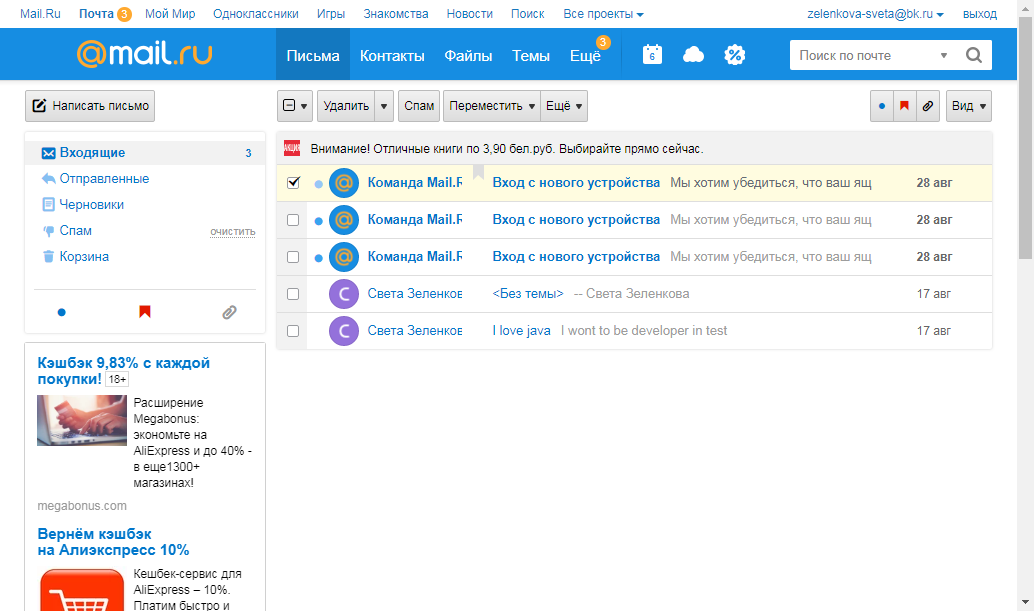 Mail.Ru Почта 3 Мой Мир Одноклассники Игры Знакомства Новости Поиск Все проекты zelenkova-sveta@bk.ru выход
@mail.ru Письма Контакты Файлы Темы Ещё 3 6 % Поиск по почте
Написать письмо Удалить Спам Переместить Ещё Вид
Входящие 3
Отправленные
Черновики
Спам очистить
Корзина
АКЦИЯ Внимание! Отличные книги по 3,90 бел.руб. Выбирайте прямо сейчас.
@ Команда Mail.R Вход с нового устройства Мы хотим убедиться, что ваш ящ 28 авг
@ Команда Mail.R Вход с нового устройства Мы хотим убедиться, что ваш ящ 28 авг
@ Команда Mail.R Вход с нового устройства Мы хотим убедиться, что ваш ящ 28 авг
С Света Зеленков <Без темы> -- Света Зеленкова 17 авг
С Света Зеленков I love java I wont to be developer in test 17 авг
Кэшбэк 9,83% с каждой
покупки! 18+
Расширение
Megabonus:
экономьте на
AliExpress и до 40% -
в еще1300+
магазинах!
megabonus.com
Вернём кэшбэк
на Алиэкспресс 10%
Кешбек-сервис для
AliExpress – 10%.
Платим быстро и